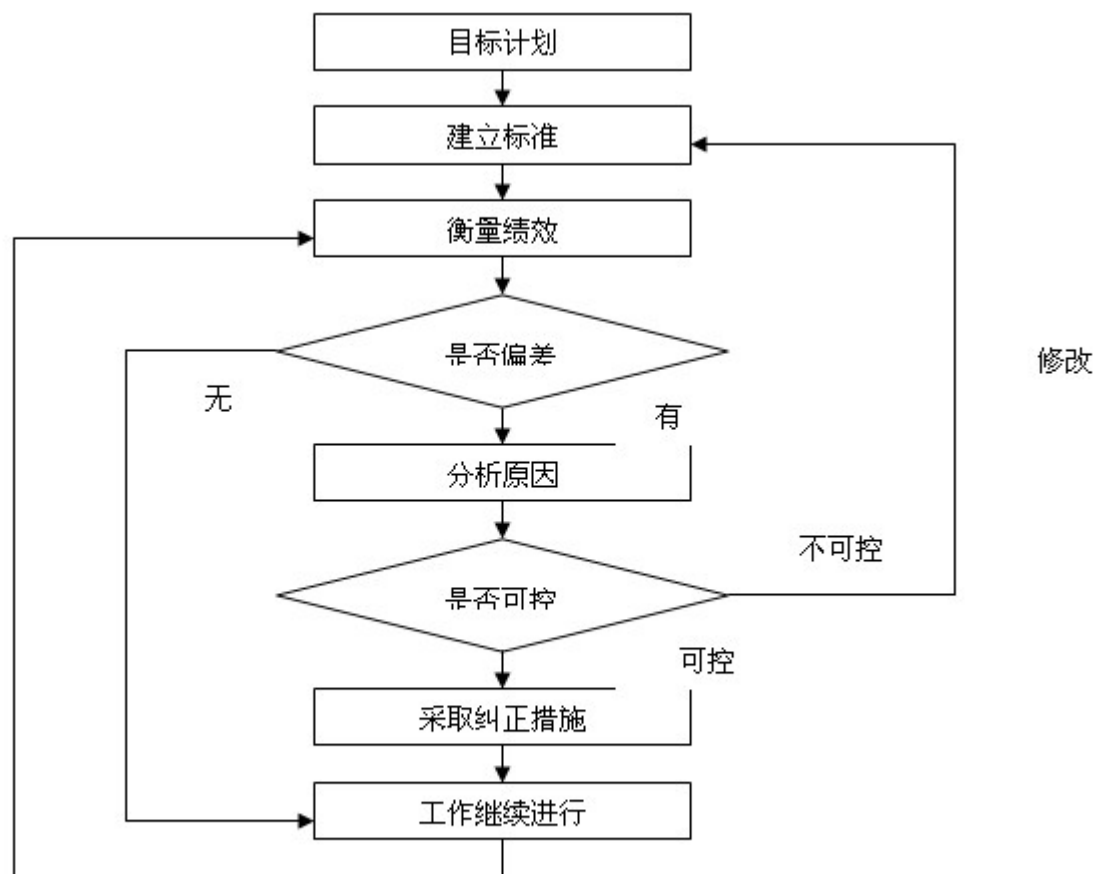 目标计划
建立标准
衡量绩效
是否偏差
修改
无
有
分析原因
不可控
是否可控
可控
采取纠正措施
工作继续进行